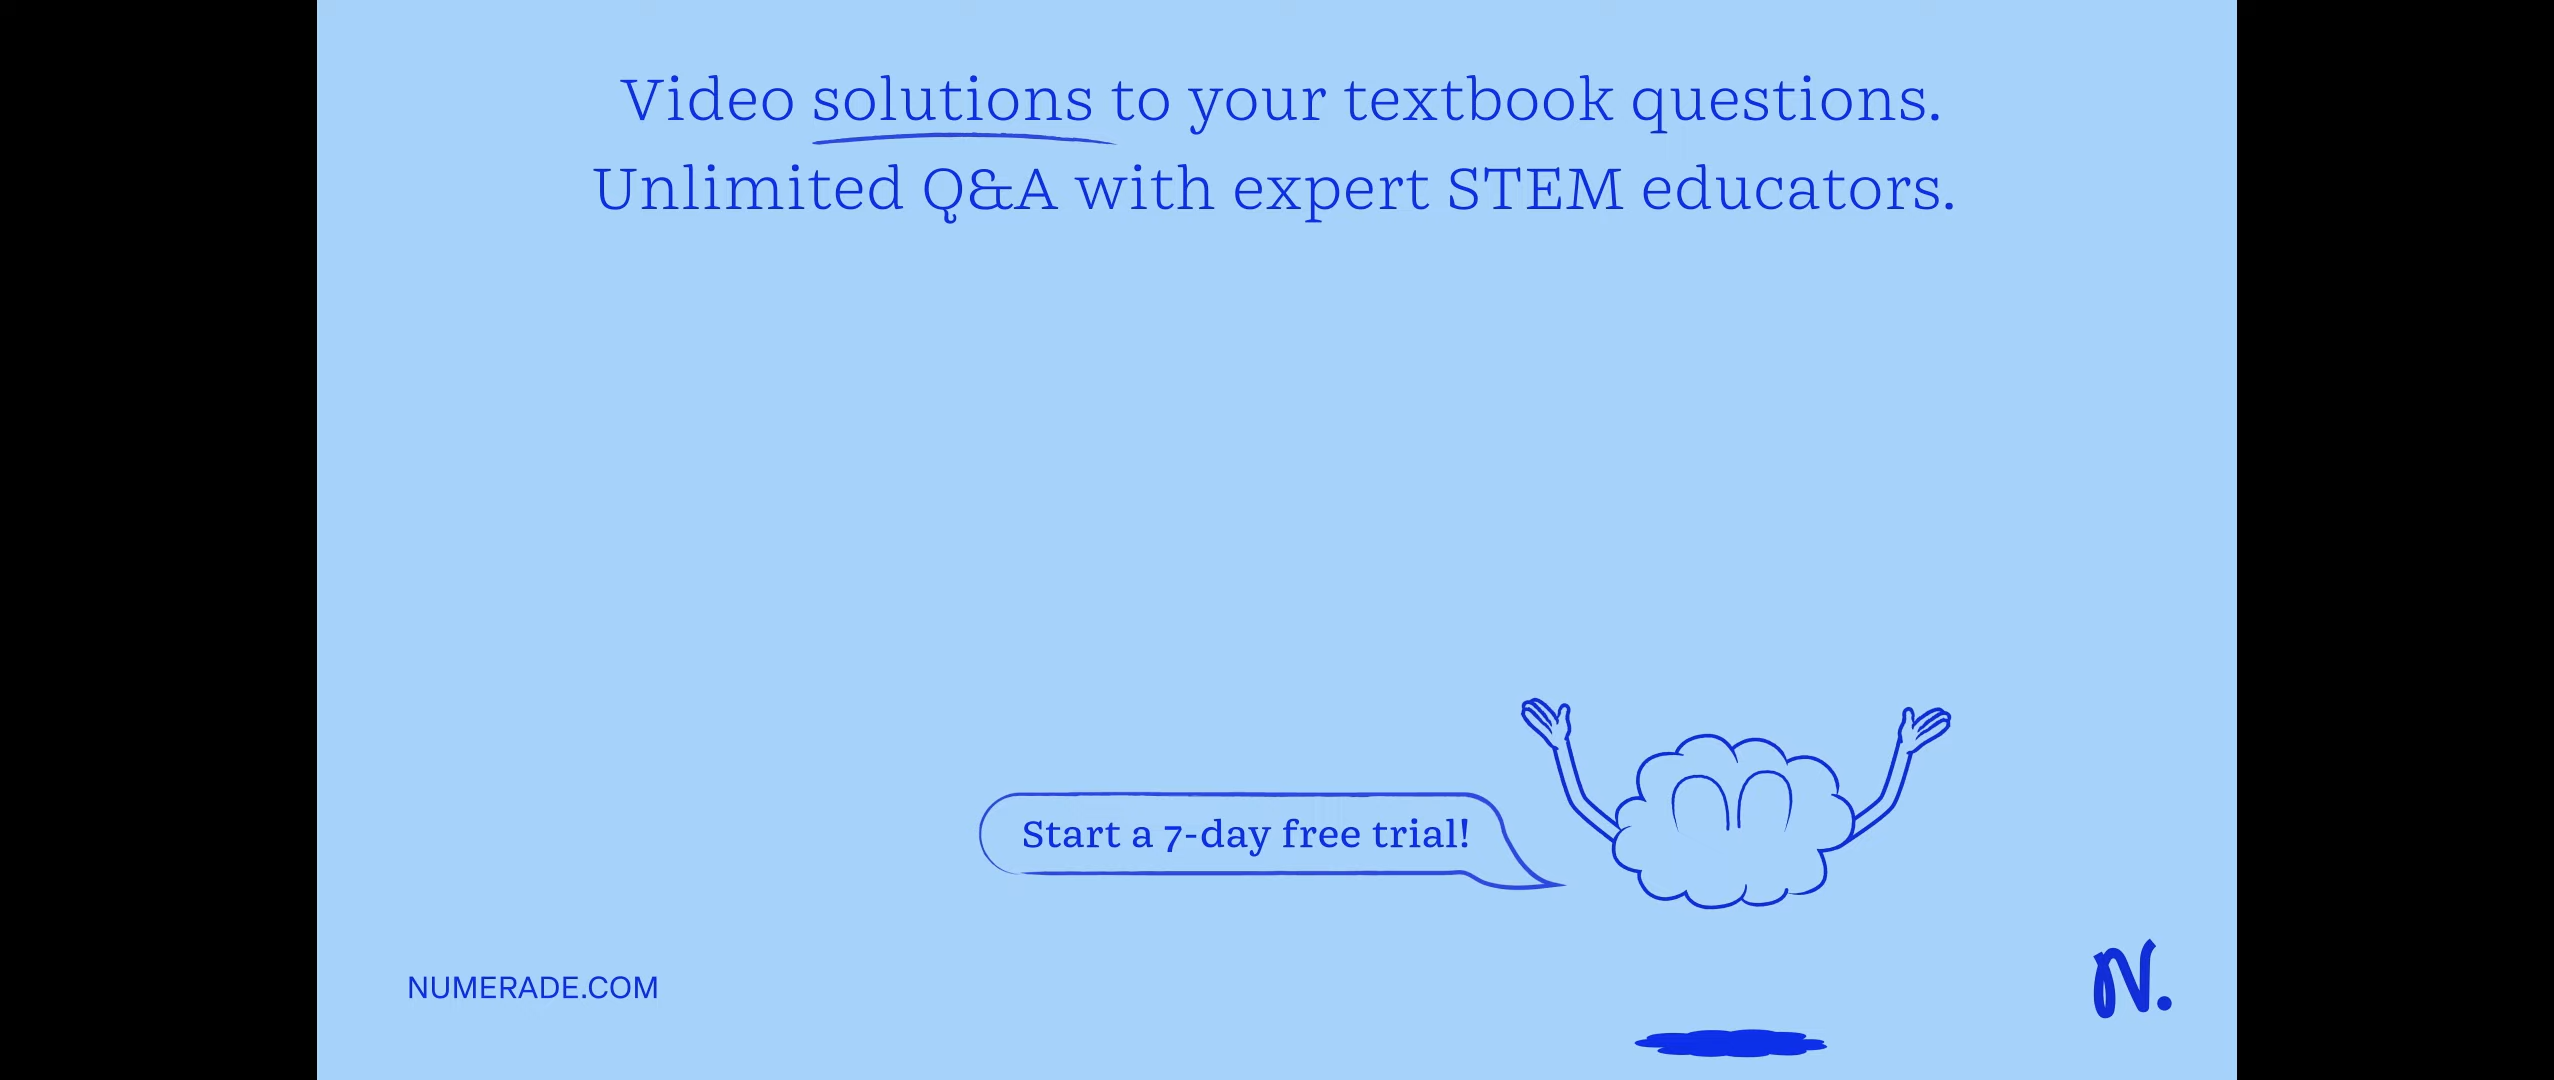 Video solutions to your textbook questions.
Unlimited Q&A with expert STEM educators.
Start a 7-day free trial!
NUMERADE.COM
N.